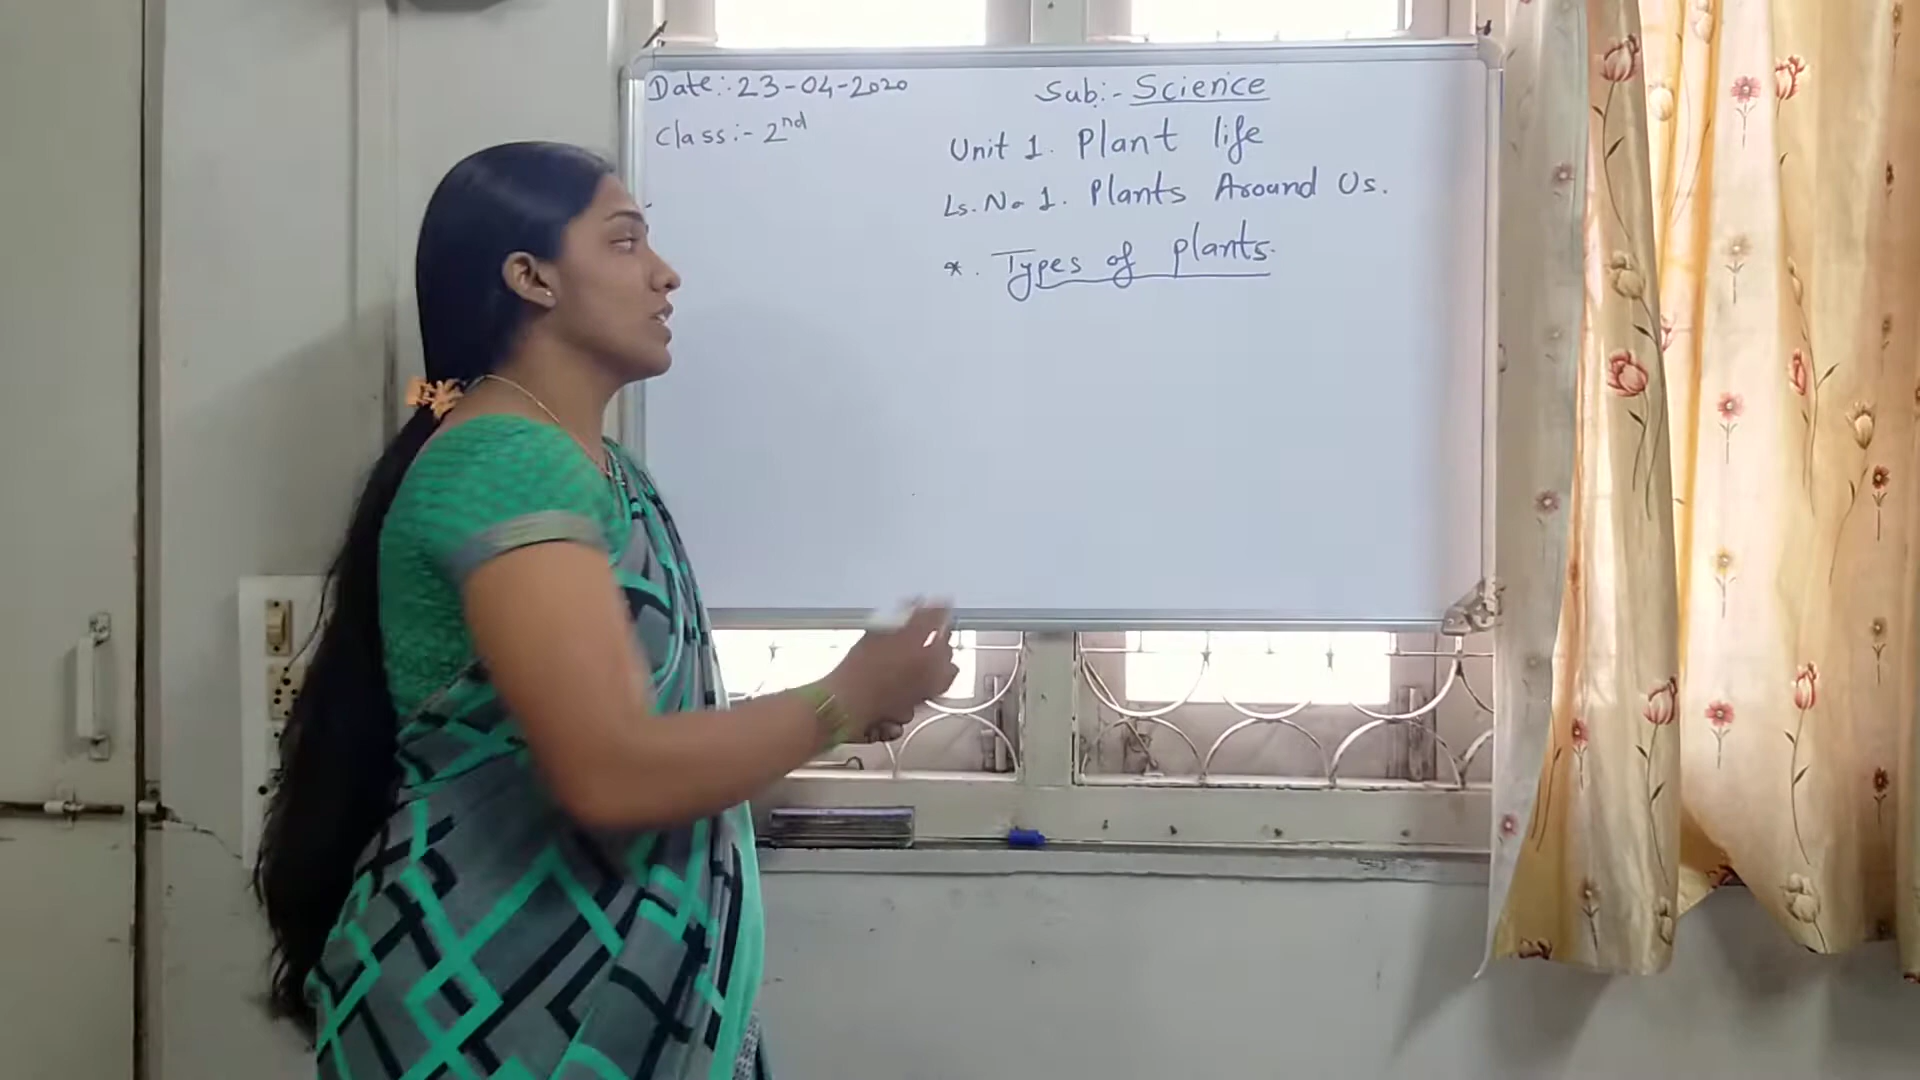 Date:- 23-04-2020
Sub:- Science
Class:- 2nd
Unit 1. Plant life
Ls. No 1. Plants Around Us.
*. Types of plants.